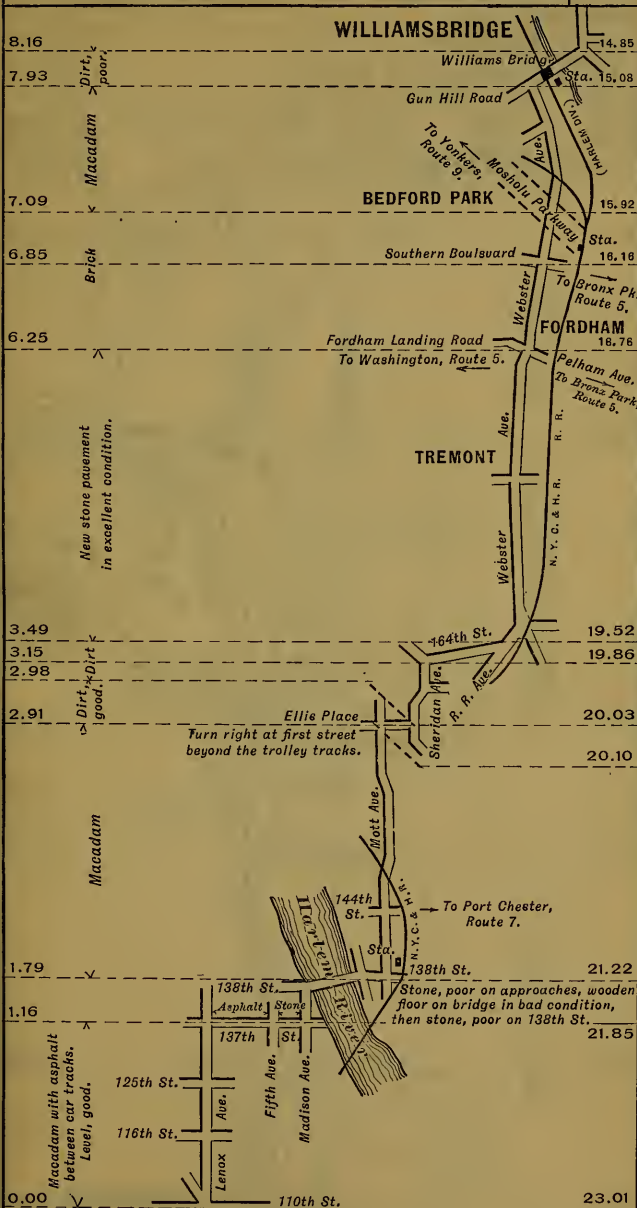 WILLIAMSBRIDGE
8.16
14.85
Dirt,
poor.
Williams Bridg
7.93
Sta. 15.08
Gun Hill Road
(HARLEM DIV.)
Macadam
Ave.
To Yonkers,
Route 9.
Mosholu Parkway
BEDFORD PARK
7.09
15.92
Sta.
Southern Boulevard
6.85
16.16
Brick
Webster
To Bronx Pk.
Route 5.
FORDHAM
Fordham Landing Road
6.25
16.76
To Washington, Route 5.
Pelham Ave.
To Bronx Park,
Route 5.
New stone pavement
in excellent condition.
Ave.
R. R.
TREMONT
Webster
N. Y. C. & H. R.
3.49
Dirt
164th St.
19.52
3.15
19.86
2.98
Dirt,
good.
Sheridan Ave.
R. R. Ave.
2.91
Ellis Place
20.03
Turn right at first street
beyond the trolley tracks.
20.10
Mott Ave.
Macadam
144th
St.
N. Y. C. & H. R.
To Port Chester,
Route 7.
Harlem River
Sta.
1.79
138th St.
138th St.
21.22
Asphalt
Stone
Stone, poor on approaches, wooden
floor on bridge in bad condition,
then stone, poor on 138th St.
1.16
21.85
137th
St.
Macadam with asphalt
between car tracks.
Level, good.
Fifth Ave.
Madison Ave.
125th St.
Ave.
116th St.
Lenox
0.00
110th St.
23.01